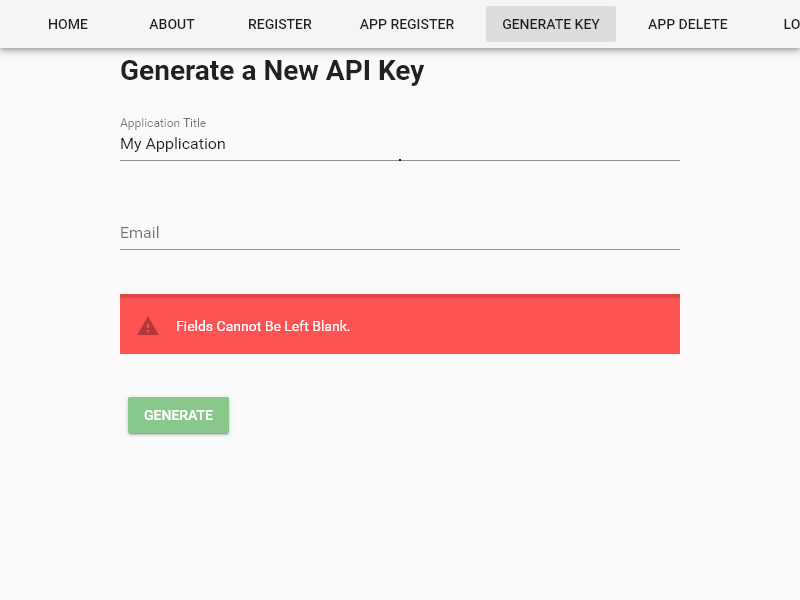 HOME ABOUT REGISTER APP REGISTER GENERATE KEY APP DELETE LO
Generate a New API Key
Application Title
My Application
Email
Fields Cannot Be Left Blank.
GENERATE